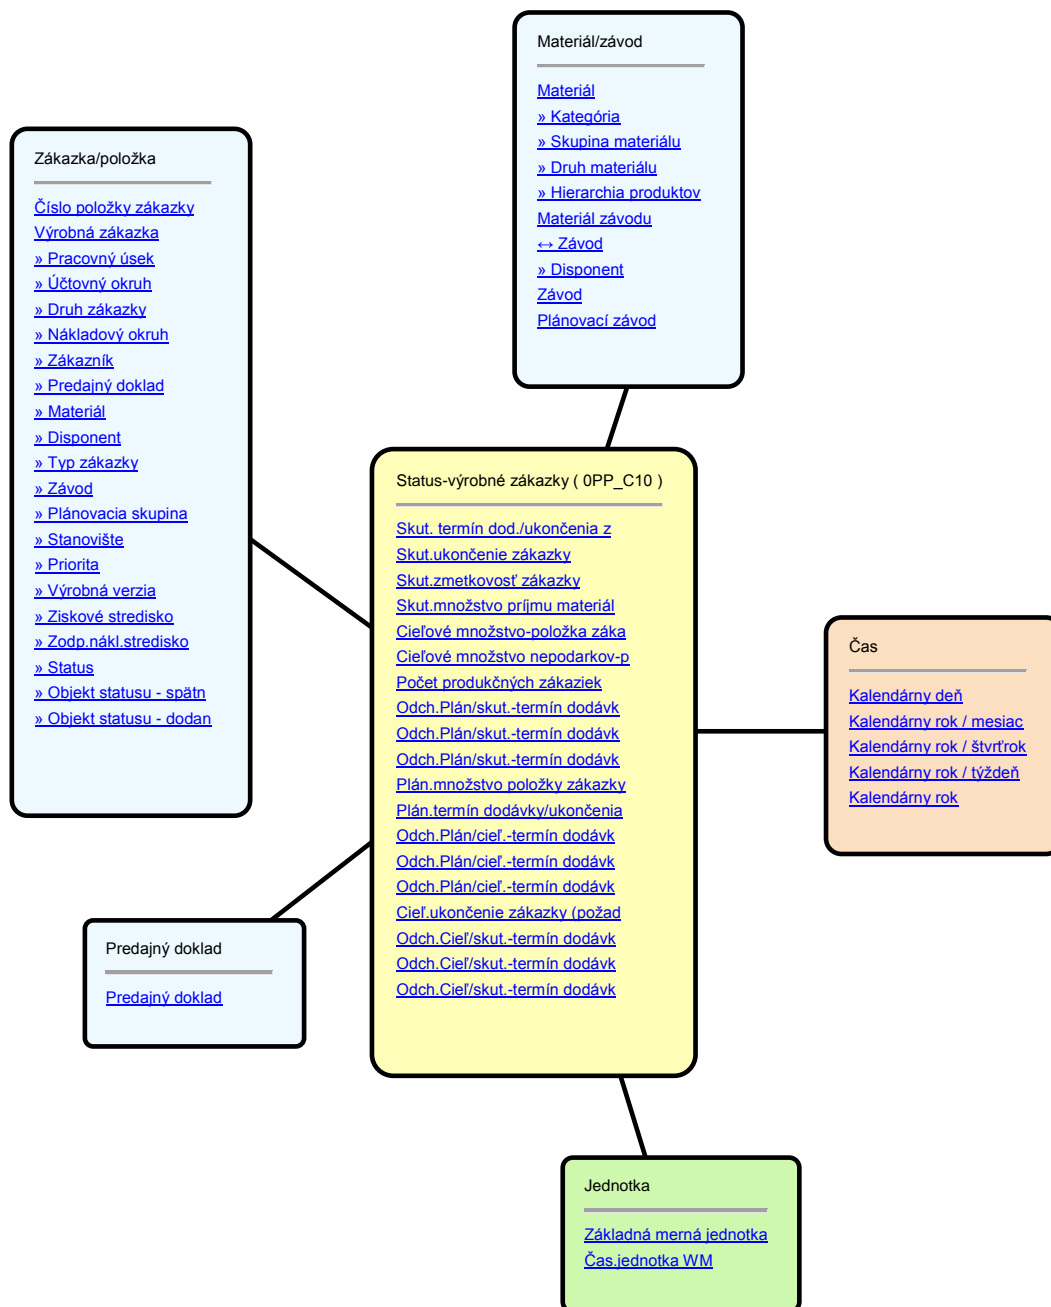 Materiál/závod
Materiál
» Kategória
» Skupina materiálu
» Druh materiálu
» Hierarchia produktov
Materiál závodu
↔ Závod
» Disponent
Závod
Plánovací závod
Zákazka/položka
Číslo položky zákazky
Výrobná zákazka
» Pracovný úsek
» Účtovný okruh
» Druh zákazky
» Nákladový okruh
» Zákazník
» Predajný doklad
» Materiál
» Disponent
» Typ zákazky
» Závod
» Plánovacia skupina
» Stanovište
» Priorita
» Výrobná verzia
» Ziskové stredisko
» Zodp.nákl.stredisko
» Status
» Objekt statusu - spätn
» Objekt statusu - dodan
Status-výrobné zákazky ( 0PP_C10 )
Skut. termín dod./ukončenia z
Skut.ukončenie zákazky
Skut.zmetkovosť zákazky
Skut.množstvo príjmu materiál
Cieľové množstvo-položka záka
Cieľové množstvo nepodarkov-p
Počet produkčných zákaziek
Odch.Plán/skut.-termín dodávk
Odch.Plán/skut.-termín dodávk
Odch.Plán/skut.-termín dodávk
Plán.množstvo položky zákazky
Plán.termín dodávky/ukončenia
Odch.Plán/cieľ.-termín dodávk
Odch.Plán/cieľ.-termín dodávk
Odch.Plán/cieľ.-termín dodávk
Cieľ.ukončenie zákazky (požad
Odch.Cieľ/skut.-termín dodávk
Odch.Cieľ/skut.-termín dodávk
Odch.Cieľ/skut.-termín dodávk
Čas
Kalendárny deň
Kalendárny rok / mesiac
Kalendárny rok / štvrťrok
Kalendárny rok / týždeň
Kalendárny rok
Predajný doklad
Predajný doklad
Jednotka
Základná merná jednotka
Čas.jednotka WM